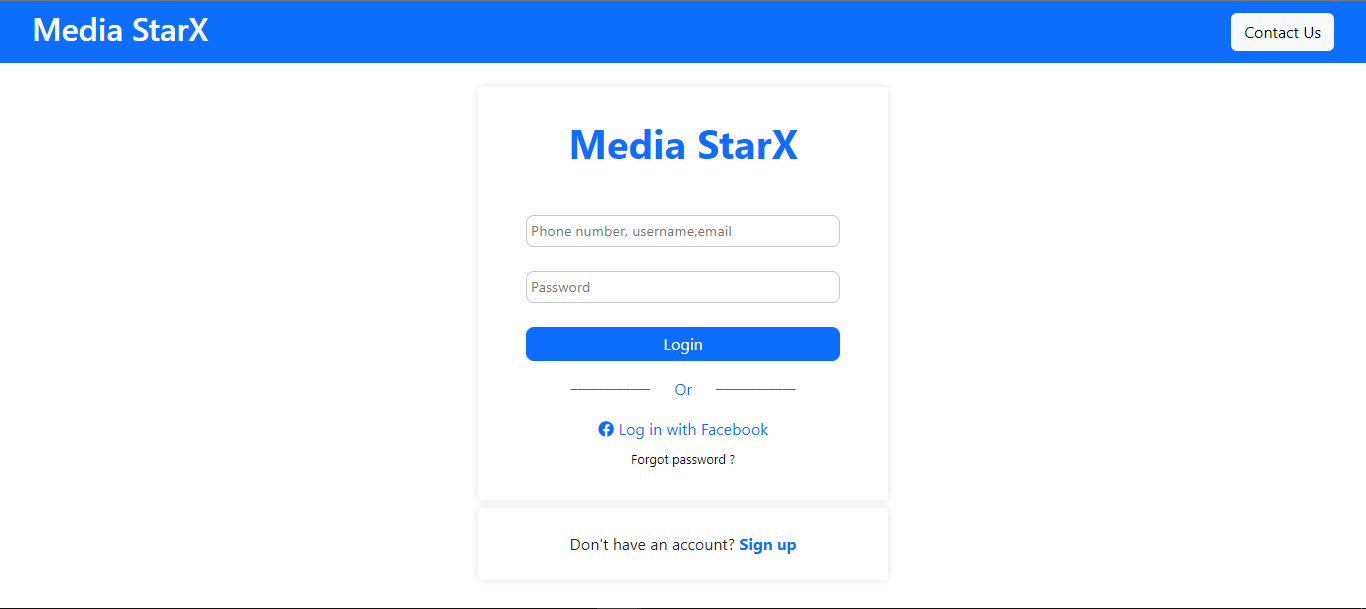 Media StarX
Contact Us
Media StarX
Phone number, username,email
Password
Login
Or
Log in with Facebook
Forgot password ?
Don't have an account? Sign up